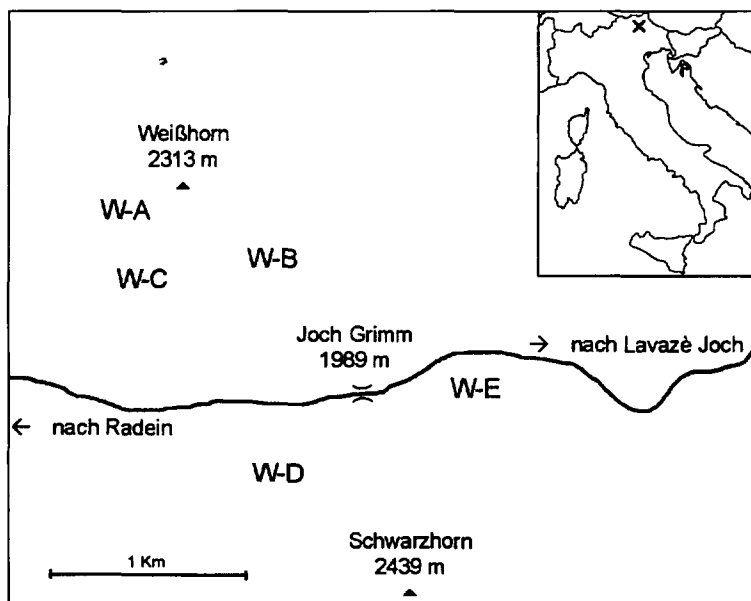 Weißhorn
2313 m
W-A
W-B
W-C
Joch Grimm
1989 m
→ nach Lavazè Joch
W-E
← nach Radein
W-D
1 Km
Schwarzhorn
2439 m